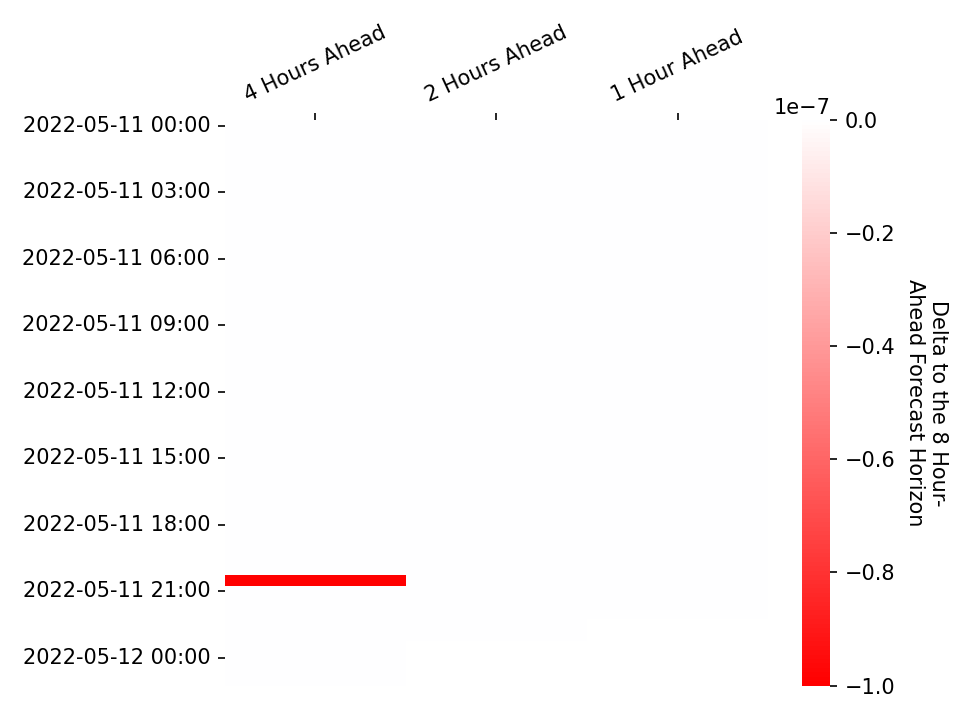 4 Hours Ahead
2 Hours Ahead
1 Hour Ahead
1e−7
2022-05-11 00:00
2022-05-11 03:00
2022-05-11 06:00
2022-05-11 09:00
2022-05-11 12:00
2022-05-11 15:00
2022-05-11 18:00
2022-05-11 21:00
2022-05-12 00:00
0.0
−0.2
−0.4
−0.6
−0.8
−1.0
Delta to the 8 Hour-
Ahead Forecast Horizon